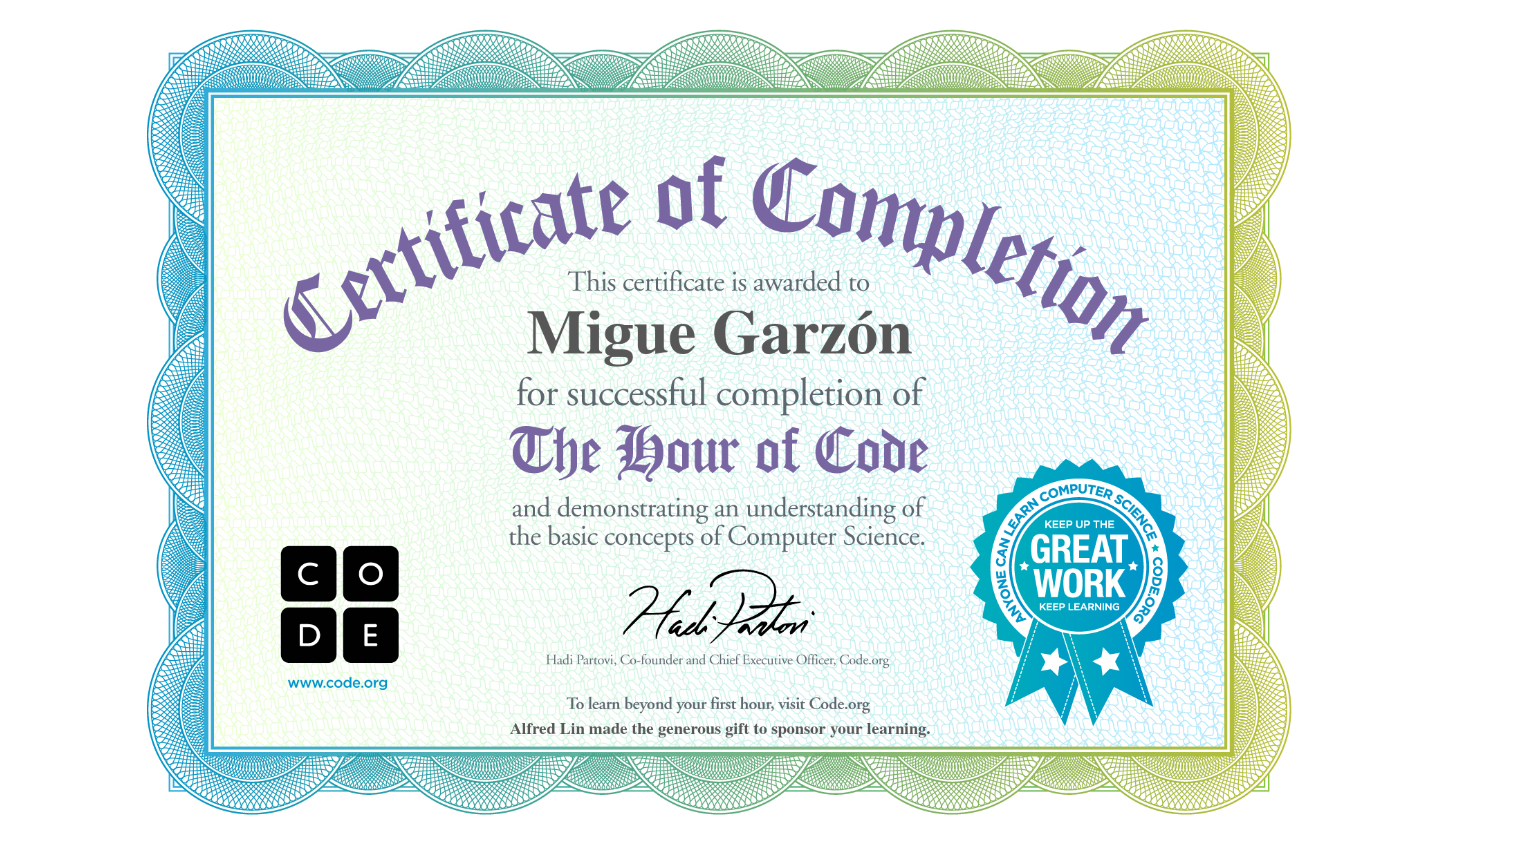 Certificate of Completion
This certificate is awarded to
Migue Garzón
for successful completion of
The Hour of Code
and demonstrating an understanding of
the basic concepts of Computer Science.
Hadi Partovi
Hadi Partovi, Co-founder and Chief Executive Officer, Code.org
To learn beyond your first hour, visit Code.org
Alfred Lin made the generous gift to sponsor your learning.
C O
D E
www.code.org
ANYONE CAN LEARN COMPUTER SCIENCE ★ CODE.ORG
KEEP UP THE
GREAT
WORK
KEEP LEARNING